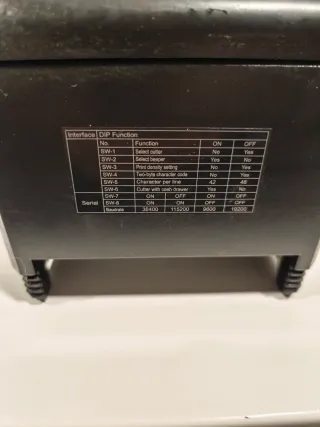 Interface DIP Function
No. Function ON OFF
SW-1 Select cutter No Yes
SW-2 Select beeper Yes No
SW-3 Print density setting No Yes
SW-4 Two-byte character code No Yes
SW-5 Character per line 42 48
SW-6 Cutter with cash drawer Yes No
Serial SW-7 ON OFF ON OFF
SW-8 ON ON OFF OFF
Baudrate 38400 115200 9600 19200